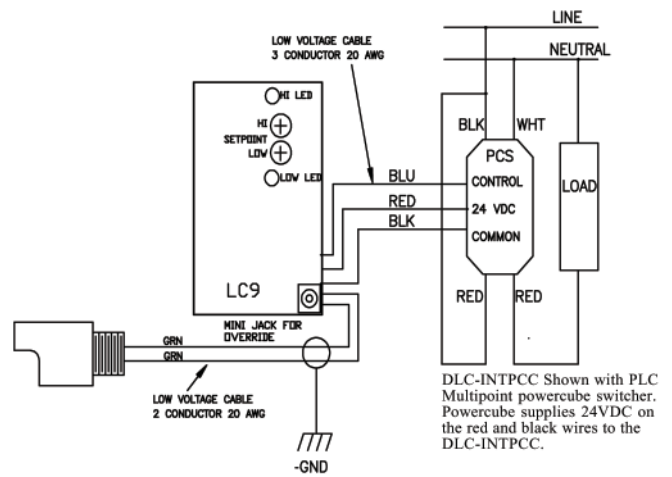 LINE
LOW VOLTAGE CABLE
3 CONDUCTOR 20 AWG
NEUTRAL
HI LED
HI
SETPOINT
LOW
LOW LED
BLK
WHT
PCS
BLU
CONTROL
LOAD
RED
24 VDC
BLK
COMMON
LC9
RED
RED
MINI JACK FOR
OVERRIDE
GRN
GRN
LOW VOLTAGE CABLE
2 CONDUCTOR 20 AWG
-GND
DLC-INTPCC Shown with PLC
Multipoint powercube switcher.
Powercube supplies 24VDC on
the red and black wires to the
DLC-INTPCC.